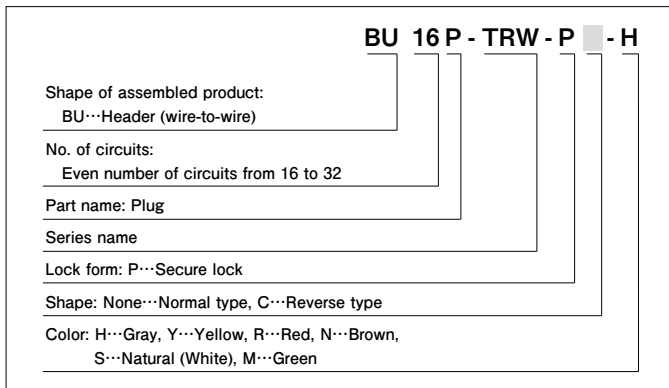 BU 16 P - TRW - P - H
Shape of assembled product:
BU···Header (wire-to-wire)
No. of circuits:
Even number of circuits from 16 to 32
Part name: Plug
Series name
Lock form: P···Secure lock
Shape: None···Normal type, C···Reverse type
Color: H···Gray, Y···Yellow, R···Red, N···Brown,
S···Natural (White), M···Green